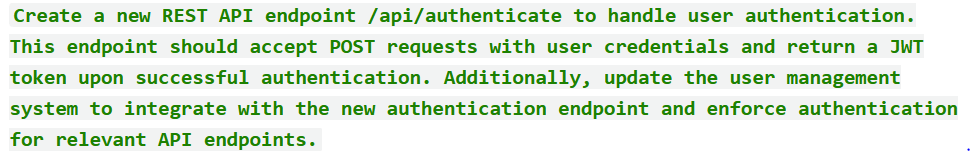 Create a new REST API endpoint /api/authenticate to handle user authentication.
This endpoint should accept POST requests with user credentials and return a JWT
token upon successful authentication. Additionally, update the user management
system to integrate with the new authentication endpoint and enforce authentication
for relevant API endpoints.